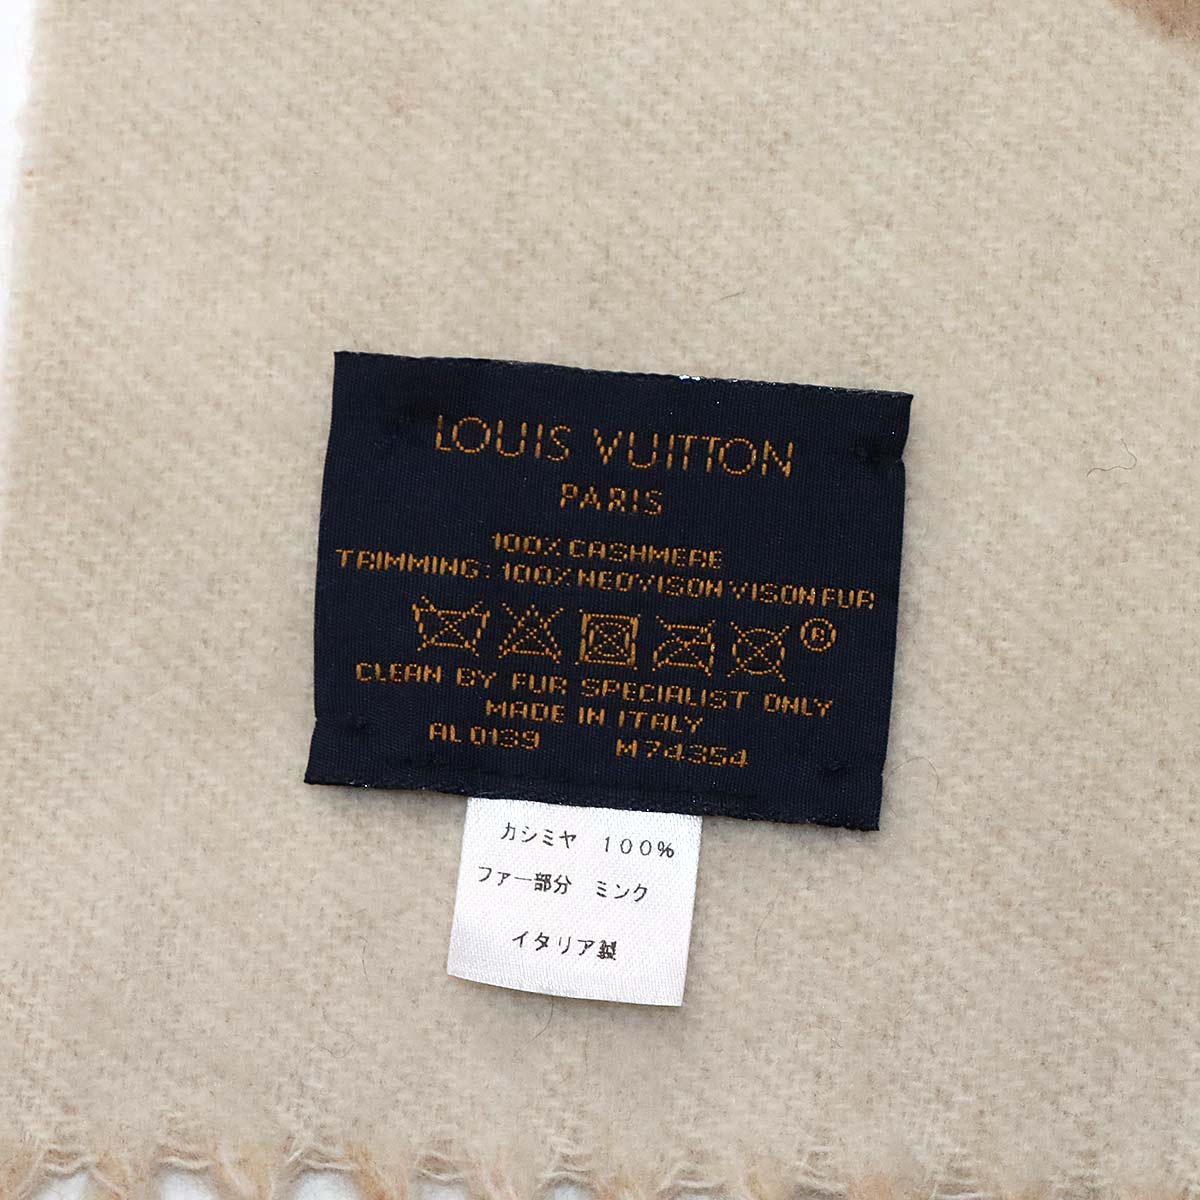 LOUIS VUITTON
PARIS
100% CASHMERE
TRIMMING: 100% NEOVISON VISON FUR
®
CLEAN BY FUR SPECIALIST ONLY
MADE IN ITALY
AL0139 M74354
カシミヤ 100%
ファー部分 ミンク
イタリア製